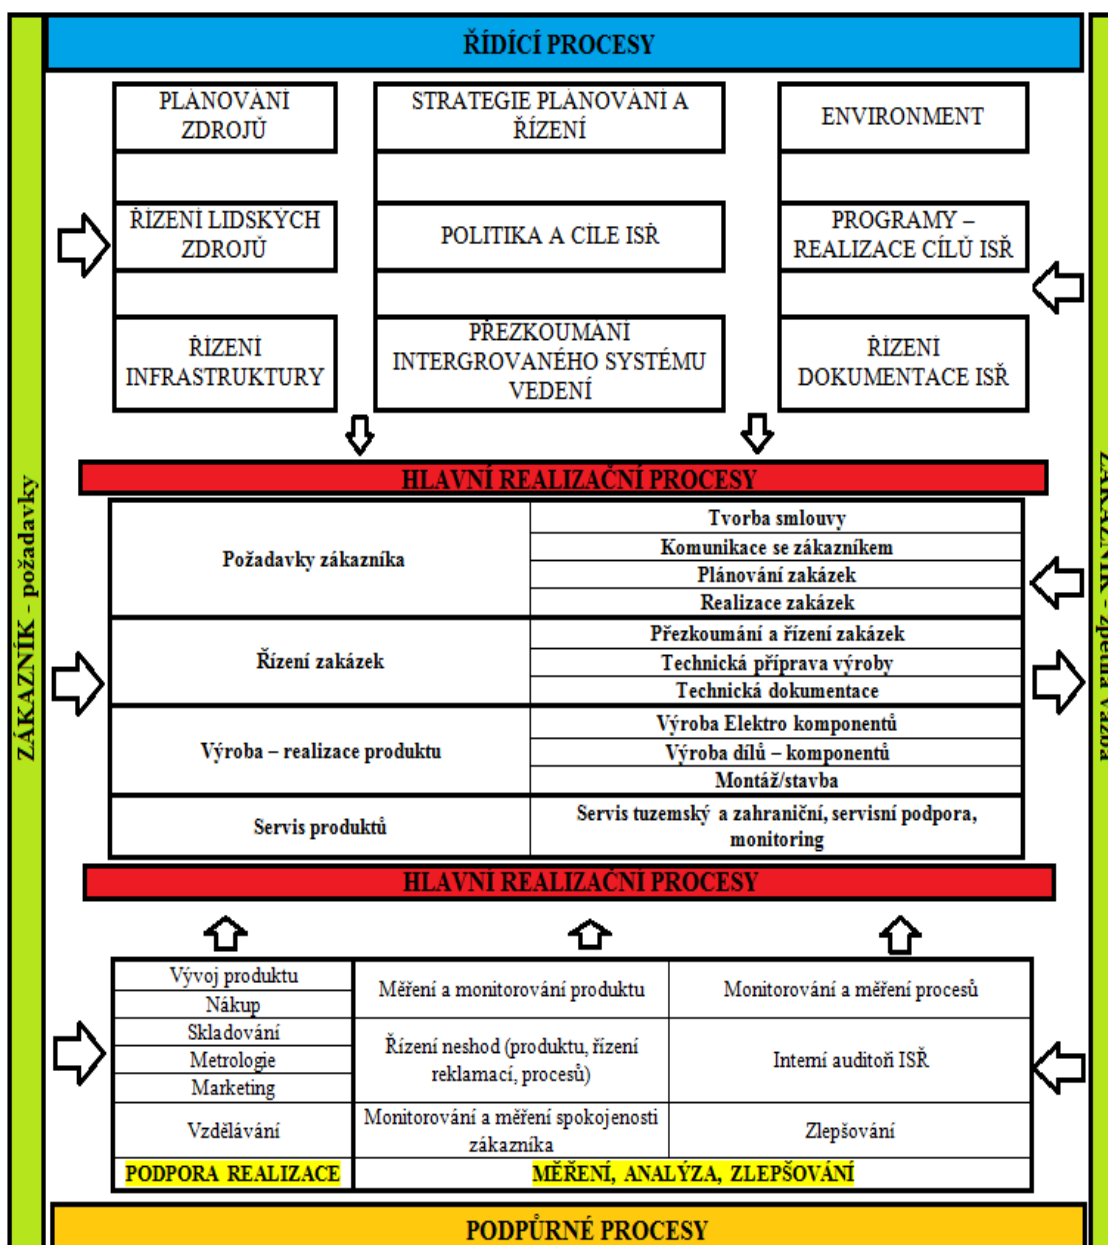 ŘÍDÍCÍ PROCESY
PLÁNOVÁNÍ
ZDROJŮ
STRATEGIE PLÁNOVÁNÍ A
ŘÍZENÍ
ENVIRONMENT
ŘÍZENÍ LIDSKÝCH
ZDROJŮ
POLITIKA A CÍLE ISŘ
PROGRAMY –
REALIZACE CÍLŮ ISŘ
ŘÍZENÍ
INFRASTRUKTURY
PŘEZKOUMÁNÍ
INTERGROVANÉHO SYSTÉMU
VEDENÍ
ŘÍZENÍ
DOKUMENTACE ISŘ
ZÁKAZNÍK - požadavky
ZÁKAZNÍK - zpětná vazba
HLAVNÍ REALIZAČNÍ PROCESY
Požadavky zákazníka
Tvorba smlouvy
Komunikace se zákazníkem
Plánování zakázek
Realizace zakázek
Řízení zakázek
Přezkoumání a řízení zakázek
Technická příprava výroby
Technická dokumentace
Výroba – realizace produktu
Výroba Elektro komponentů
Výroba dílů – komponentů
Montáž/stavba
Servis produktů
Servis tuzemský a zahraniční, servisní podpora,
monitoring
HLAVNÍ REALIZAČNÍ PROCESY
Vývoj produktu
Nákup
Skladování
Metrologie
Marketing
Vzdělávání
PODPORA REALIZACE
Měření a monitorování produktu
Monitorování a měření procesů
Řízení neshod (produktu, řízení
reklamací, procesů)
Interní auditoři ISŘ
Monitorování a měření spokojenosti
zákazníka
Zlepšování
MĚŘENÍ, ANALÝZA, ZLEPŠOVÁNÍ
PODPŮRNÉ PROCESY